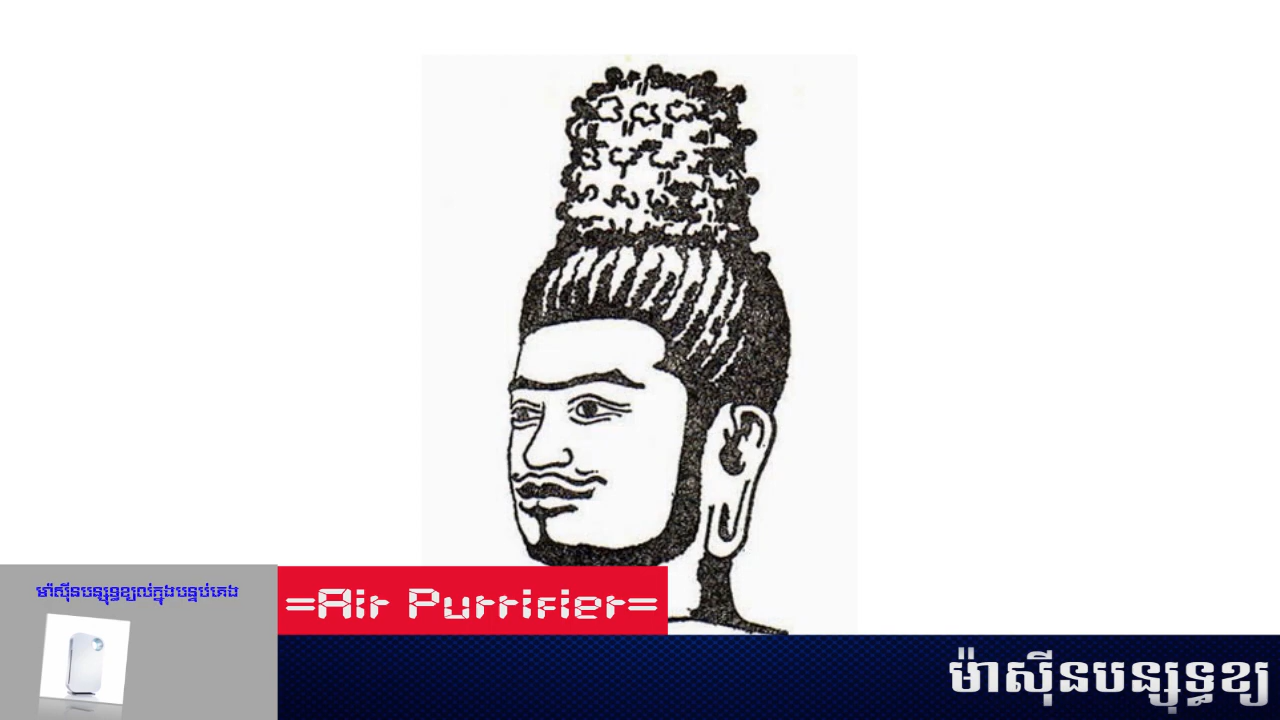 ម៉ាស៊ីនបន្សុទ្ធខ្យល់ក្នុងបន្ទប់គេង
=Air Purrifier=
ម៉ាស៊ីនបន្សុទ្ធខ្យ